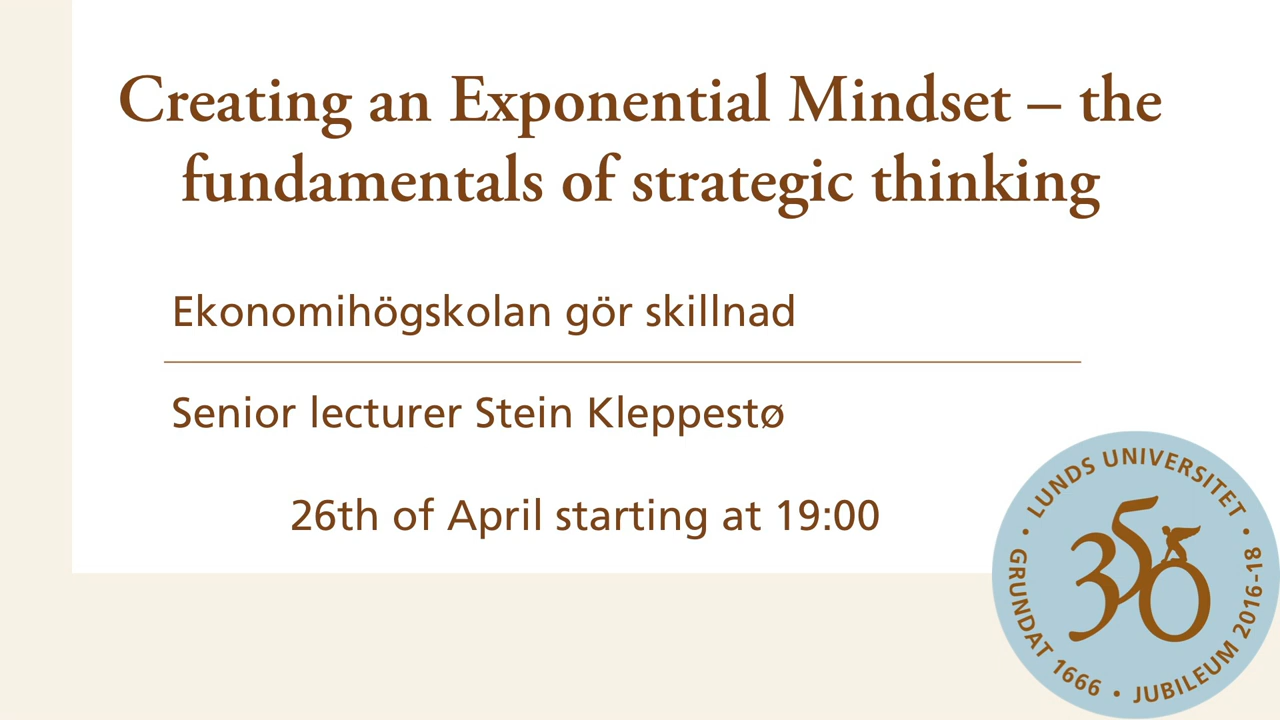 Creating an Exponential Mindset – the
fundamentals of strategic thinking
Ekonomihögskolan gör skillnad
Senior lecturer Stein Kleppestø
26th of April starting at 19:00
• LUNDS UNIVERSITET •
350
GRUNDAT 1666 • JUBILEUM 2016-18